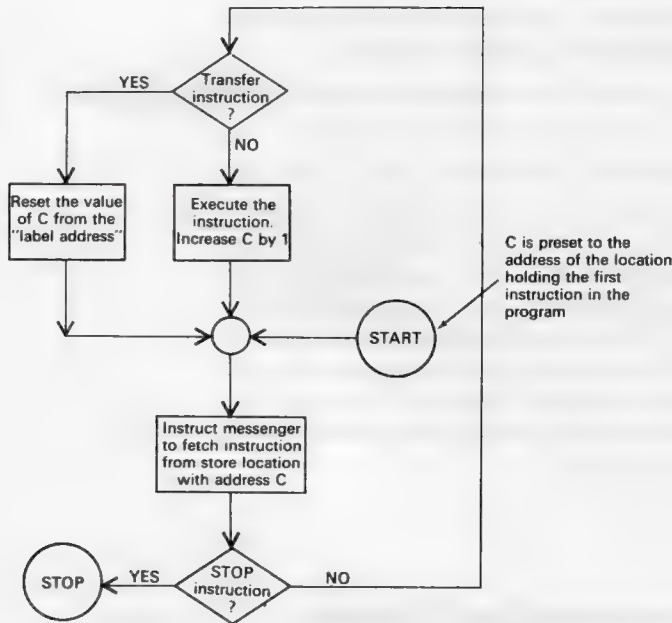 Transfer
instruction
?
YES
NO
Reset the value
of C from the
"label address"
Execute the
instruction.
Increase C by 1
C is preset to the
address of the location
holding the first
instruction in the
program
START
Instruct messenger
to fetch instruction
from store location
with address C
STOP
YES
STOP
instruction
?
NO